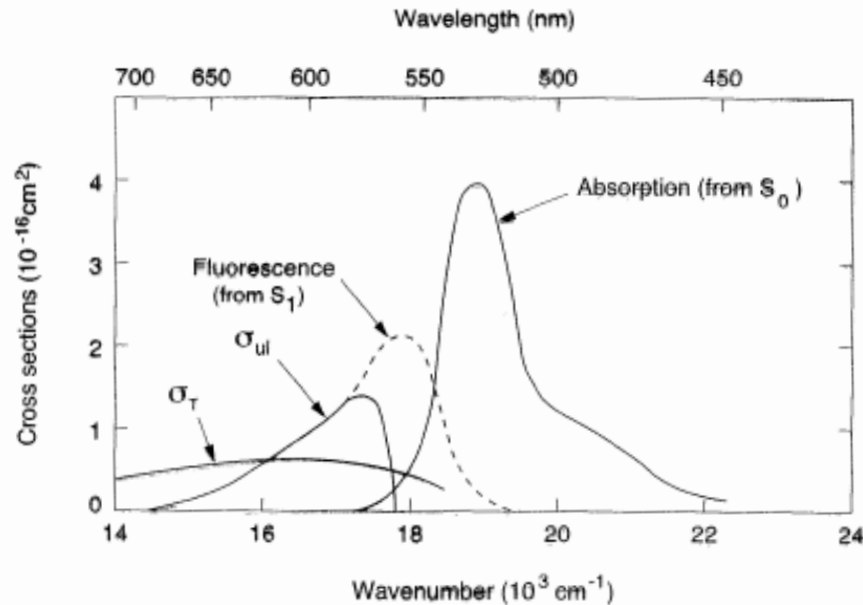 Wavelength (nm)
700 650 600 550 500 450
Cross sections (10⁻¹⁶cm²)
4
3
2
1
0
Absorption (from S₀)
Fluorescence
(from S₁)
σᵤₗ
σ_T
14 16 18 20 22 24
Wavenumber (10³ cm⁻¹)